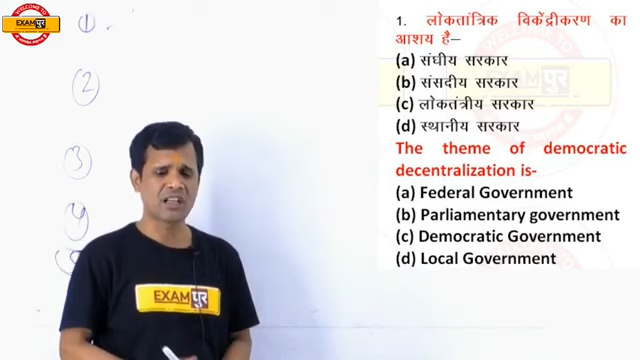 WELCOME TO
EXAM पुर
①
②
③
④
1. लोकतांत्रिक विकेंद्रीकरण का
आशय है–
(a) संघीय सरकार
(b) संसदीय सरकार
(c) लोकतंत्रीय सरकार
(d) स्थानीय सरकार
The theme of democratic
decentralization is-
(a) Federal Government
(b) Parliamentary government
(c) Democratic Government
(d) Local Government
EXAM पुर